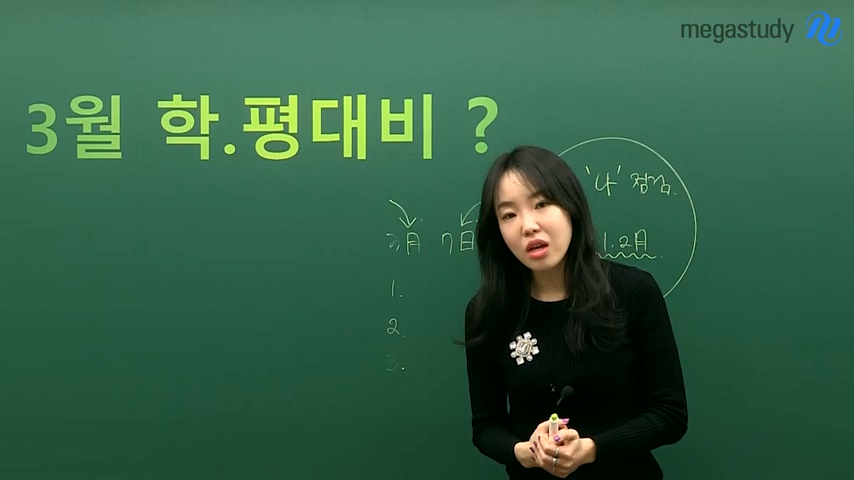 megastudy
3월 학.평대비 ?
'나' 점검.
3月 7日
1.2月
1.
2.
3.